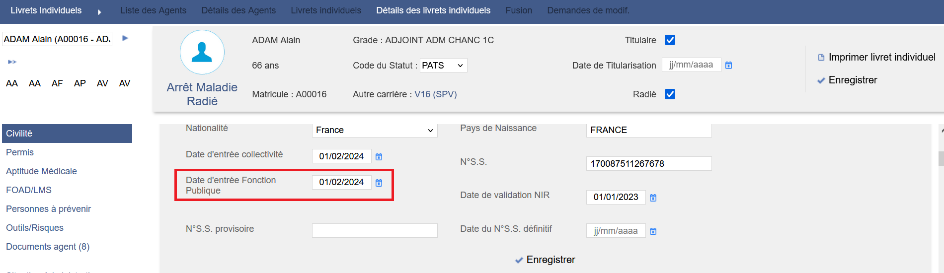 Livrets Individuels
Liste des Agents
Détails des Agents
Livrets individuels
Détails des livrets individuels
Fusion
Demandes de modif.
ADAM Alain (A00016 - AD
AA AA AF AP AV AV
Civilité
Permis
Aptitude Médicale
FOAD/LMS
Personnes à prévenir
Outils/Risques
Documents agent (8)
Arrêt Maladie
Radié
ADAM Alain
66 ans
Matricule : A00016
Grade : ADJOINT ADM CHANC 1C
Code du Statut : PATS
Autre carrière : V16 (SPV)
Titulaire
Date de Titularisation jj/mm/aaaa
Radié
Imprimer livret individuel
Enregistrer
Nationalité France
Pays de Naissance FRANCE
Date d'entrée collectivité 01/02/2024
N°S.S. 170087511267678
Date d'entrée Fonction
Publique 01/02/2024
Date de validation NIR 01/01/2023
N°S.S. provisoire
Date du N°S.S. définitif jj/mm/aaaa
Enregistrer